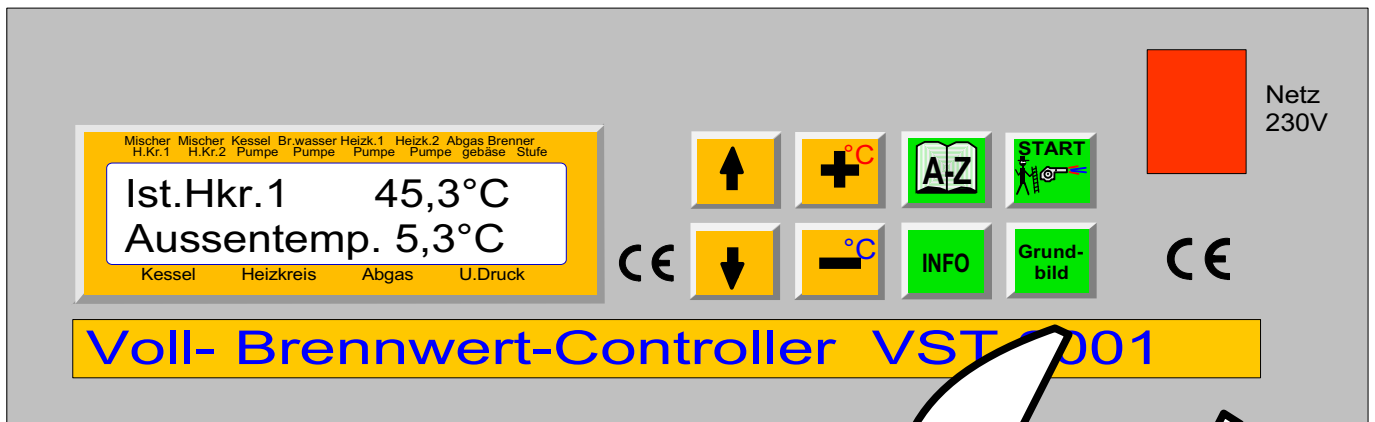 Mischer Mischer Kessel Br.wasser Heizk.1 Heizk.2 Abgas Brenner
H.Kr.1 H.Kr.2 Pumpe Pumpe Pumpe Pumpe gebäse Stufe
Ist.Hkr.1 45,3°C
Aussentemp. 5,3°C
Kessel Heizkreis Abgas U.Druck
CE
°C
A-Z
START
°C
INFO
Grund-
bild
Netz
230V
CE
Voll- Brennwert-Controller VST 001